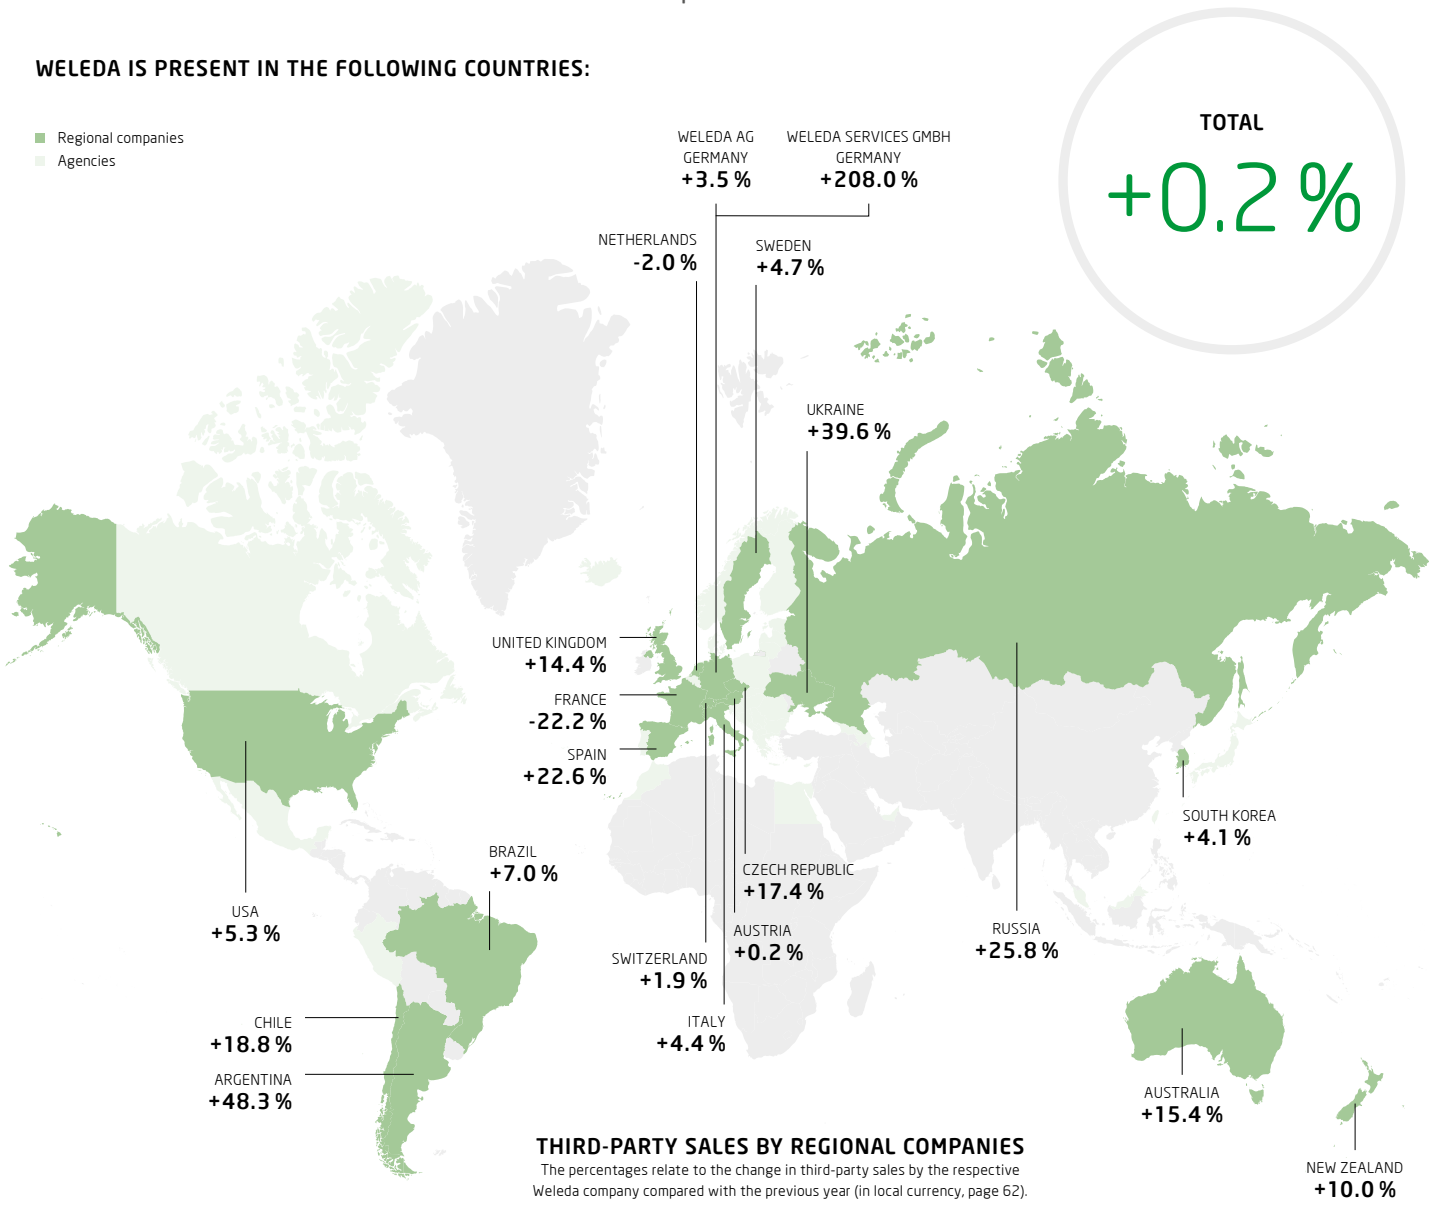 WELEDA IS PRESENT IN THE FOLLOWING COUNTRIES:
Regional companies
Agencies
TOTAL
+0.2 %
WELEDA AG
GERMANY
+3.5 %
WELEDA SERVICES GMBH
GERMANY
+208.0 %
NETHERLANDS
-2.0 %
SWEDEN
+4.7 %
UKRAINE
+39.6 %
UNITED KINGDOM
+14.4 %
FRANCE
-22.2 %
SPAIN
+22.6 %
SOUTH KOREA
+4.1 %
BRAZIL
+7.0 %
CZECH REPUBLIC
+17.4 %
USA
+5.3 %
AUSTRIA
+0.2 %
RUSSIA
+25.8 %
SWITZERLAND
+1.9 %
ITALY
+4.4 %
CHILE
+18.8 %
ARGENTINA
+48.3 %
AUSTRALIA
+15.4 %
NEW ZEALAND
+10.0 %
THIRD-PARTY SALES BY REGIONAL COMPANIES
The percentages relate to the change in third-party sales by the respective
Weleda company compared with the previous year (in local currency, page 62).